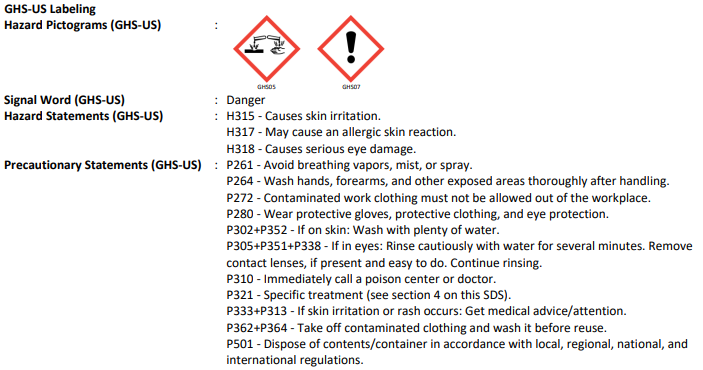 GHS-US Labeling
Hazard Pictograms (GHS-US) :
GHS05 GHS07
Signal Word (GHS-US) : Danger
Hazard Statements (GHS-US) : H315 - Causes skin irritation.
H317 - May cause an allergic skin reaction.
H318 - Causes serious eye damage.
Precautionary Statements (GHS-US) : P261 - Avoid breathing vapors, mist, or spray.
P264 - Wash hands, forearms, and other exposed areas thoroughly after handling.
P272 - Contaminated work clothing must not be allowed out of the workplace.
P280 - Wear protective gloves, protective clothing, and eye protection.
P302+P352 - If on skin: Wash with plenty of water.
P305+P351+P338 - If in eyes: Rinse cautiously with water for several minutes. Remove
contact lenses, if present and easy to do. Continue rinsing.
P310 - Immediately call a poison center or doctor.
P321 - Specific treatment (see section 4 on this SDS).
P333+P313 - If skin irritation or rash occurs: Get medical advice/attention.
P362+P364 - Take off contaminated clothing and wash it before reuse.
P501 - Dispose of contents/container in accordance with local, regional, national, and
international regulations.